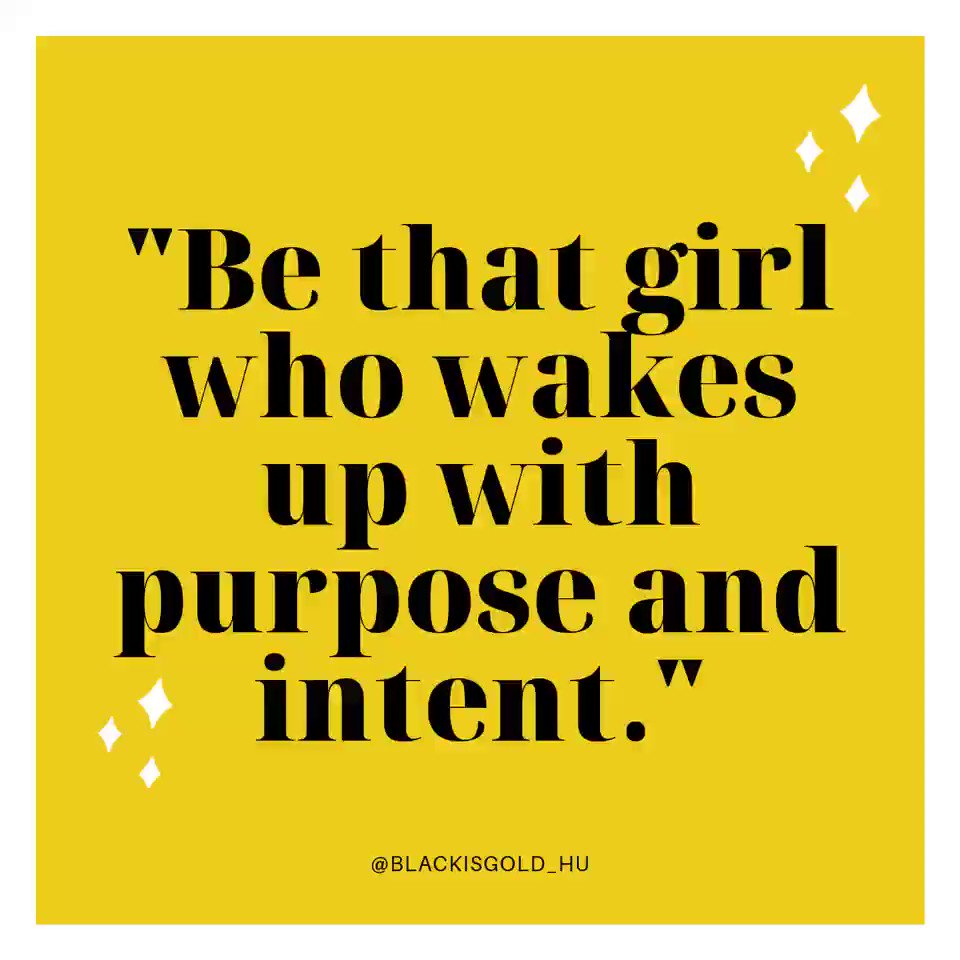 "Be that girl
who wakes
up with
purpose and
intent."
@BLACKISGOLD_HU